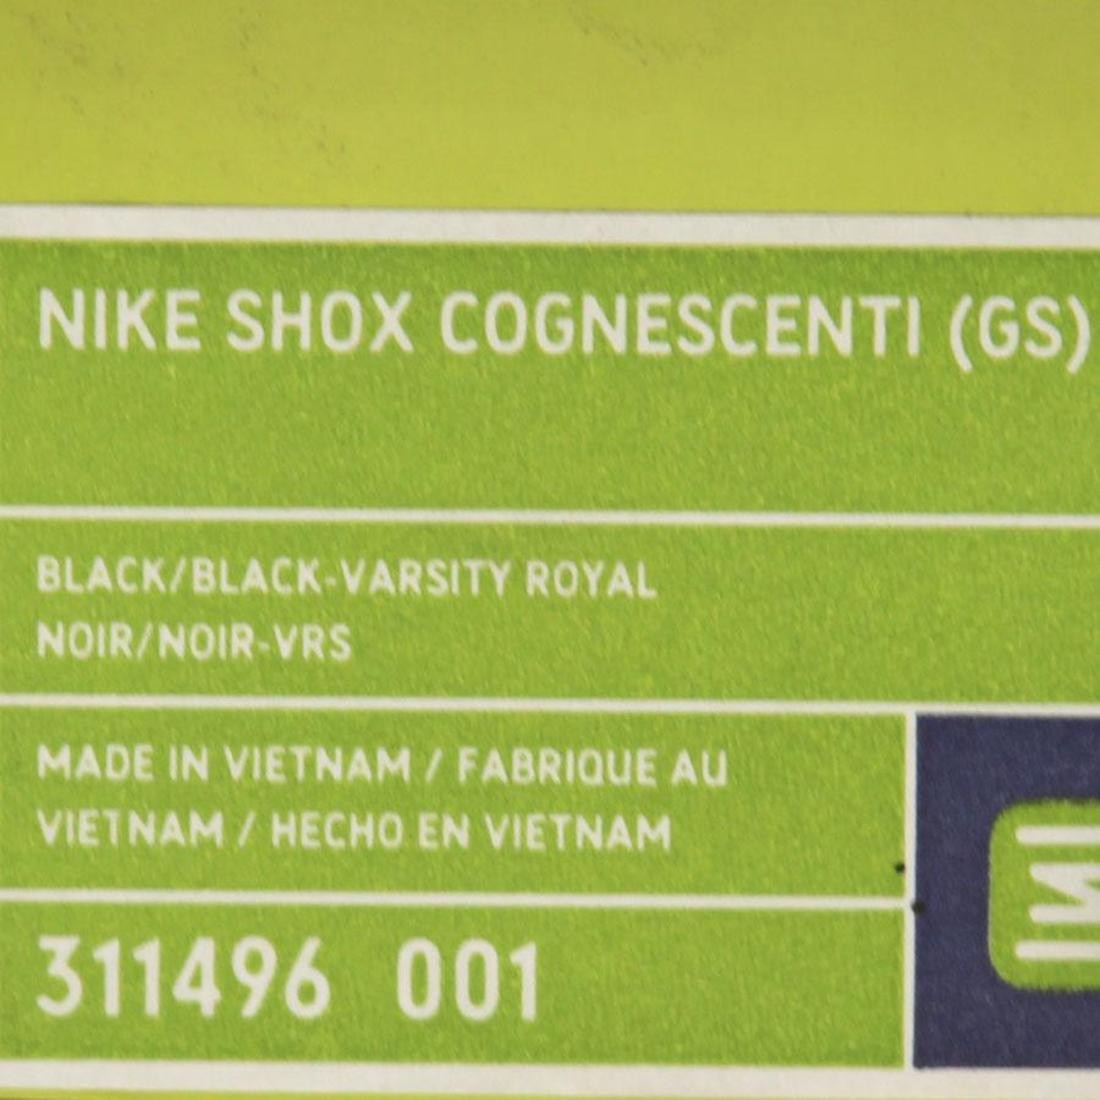 NIKE SHOX COGNESCENTI (GS)
BLACK/BLACK-VARSITY ROYAL
NOIR/NOIR-VRS
MADE IN VIETNAM / FABRIQUE AU
VIETNAM / HECHO EN VIETNAM
311496 001